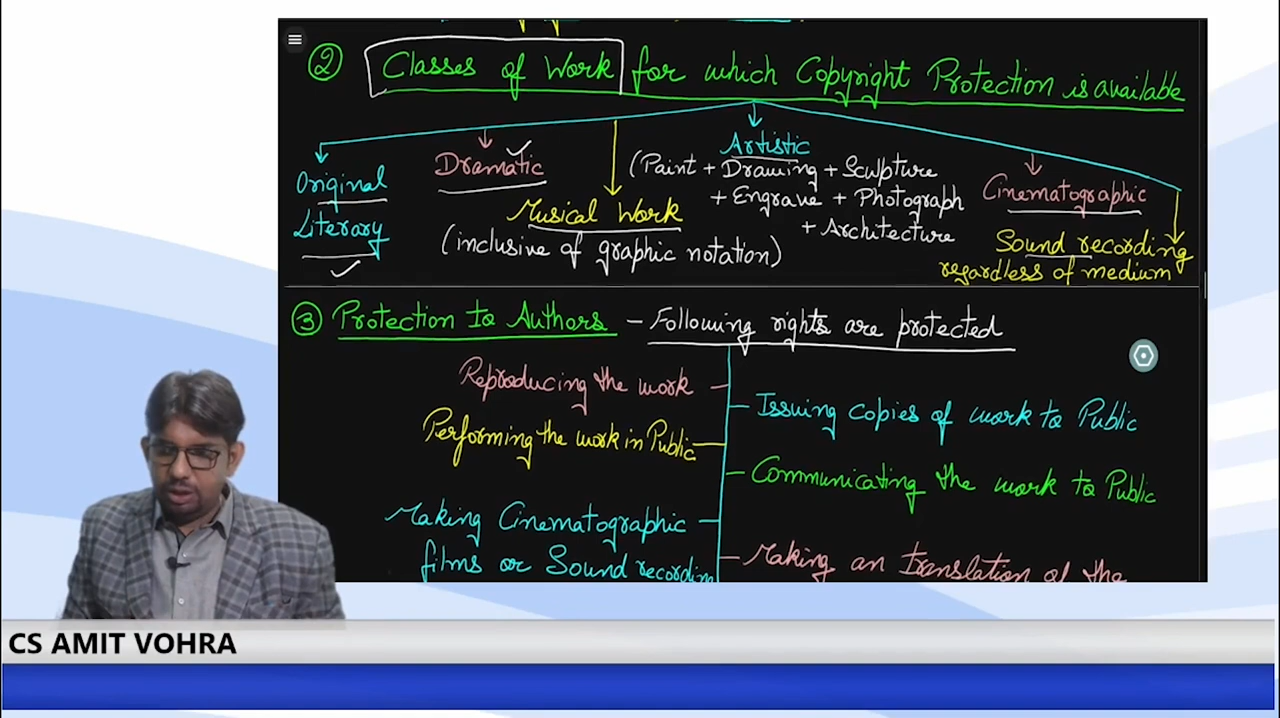 ② Classes of Work for which Copyright Protection is available
Original
Literary
Dramatic
Musical Work
(inclusive of graphic notation)
Artistic
(Paint + Drawing + Sculpture
+ Engrave + Photograph
+ Architecture
Cinematographic
Sound recording
regardless of medium
③ Protection to Authors - Following rights are protected
Reproducing the work
Issuing copies of work to Public
Performing the work in Public
Communicating the work to Public
Making Cinematographic
films or Sound recordin
Making an translation of the
CS AMIT VOHRA